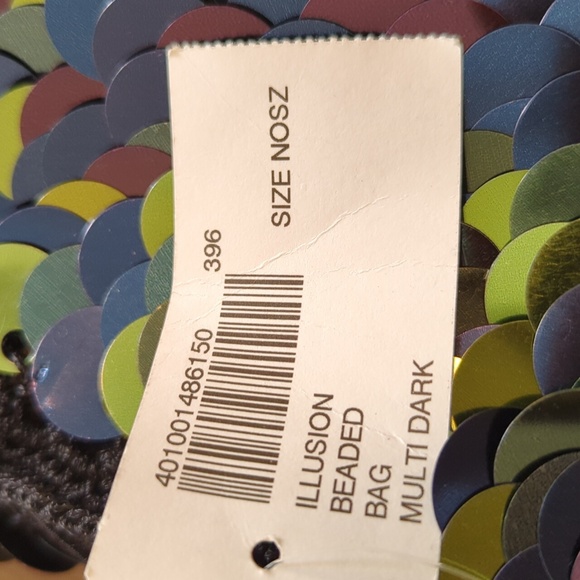 SIZE NOSZ
396
401001486150
ILLUSION
BEADED
BAG
MULTI DARK